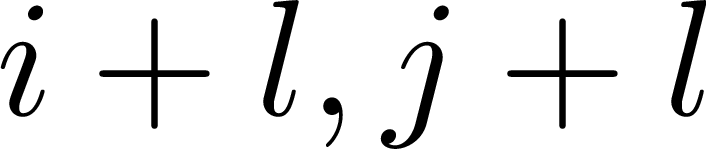 i + l, j + l